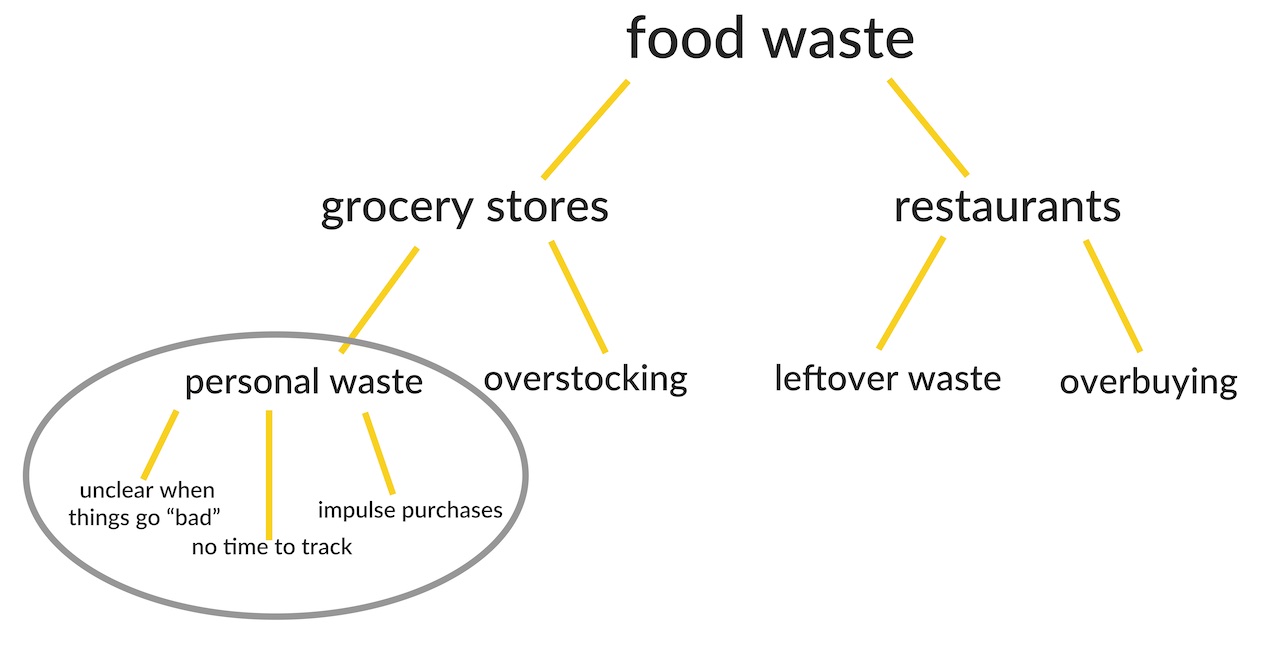 food waste
grocery stores
restaurants
personal waste
overstocking
leftover waste
overbuying
unclear when
things go “bad”
no time to track
impulse purchases